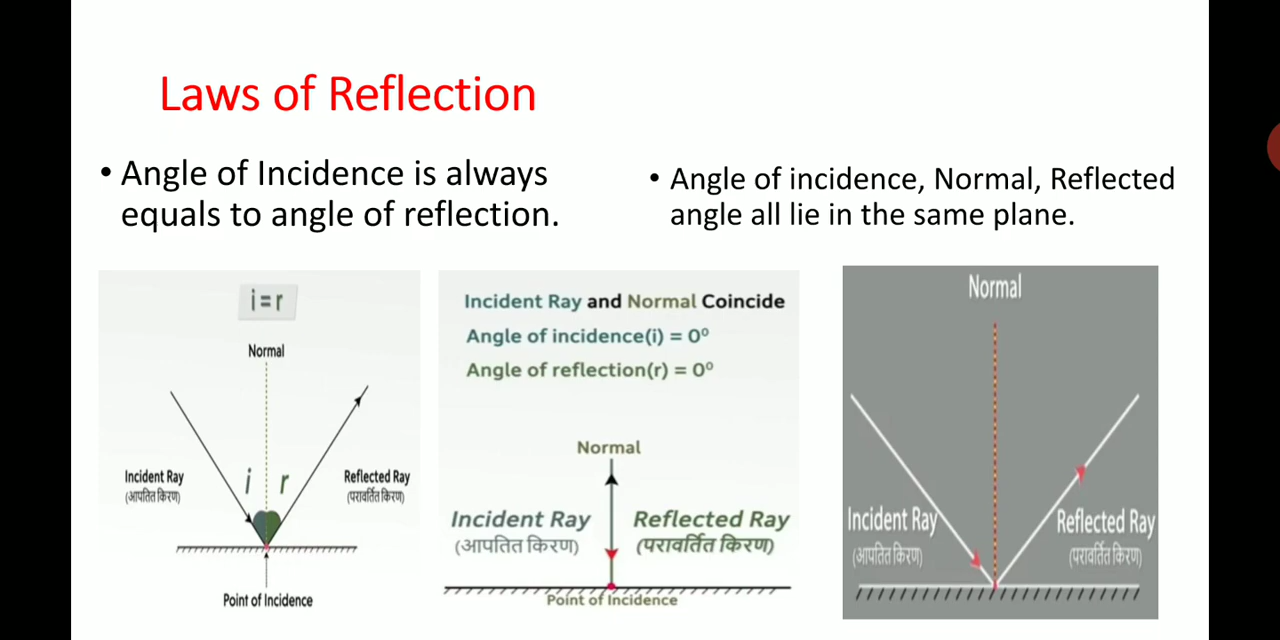 Laws of Reflection
• Angle of Incidence is always
equals to angle of reflection.
• Angle of incidence, Normal, Reflected
angle all lie in the same plane.
i = r
Normal
Incident Ray
(आपतित किरण)
i
r
Reflected Ray
(परावर्तित किरण)
Point of Incidence
Incident Ray and Normal Coincide
Angle of incidence(i) = 0⁰
Angle of reflection(r) = 0⁰
Normal
Incident Ray
(आपतित किरण)
Reflected Ray
(परावर्तित किरण)
Point of Incidence
Normal
Incident Ray
(आपतित किरण)
Reflected Ray
(परावर्तित किरण)